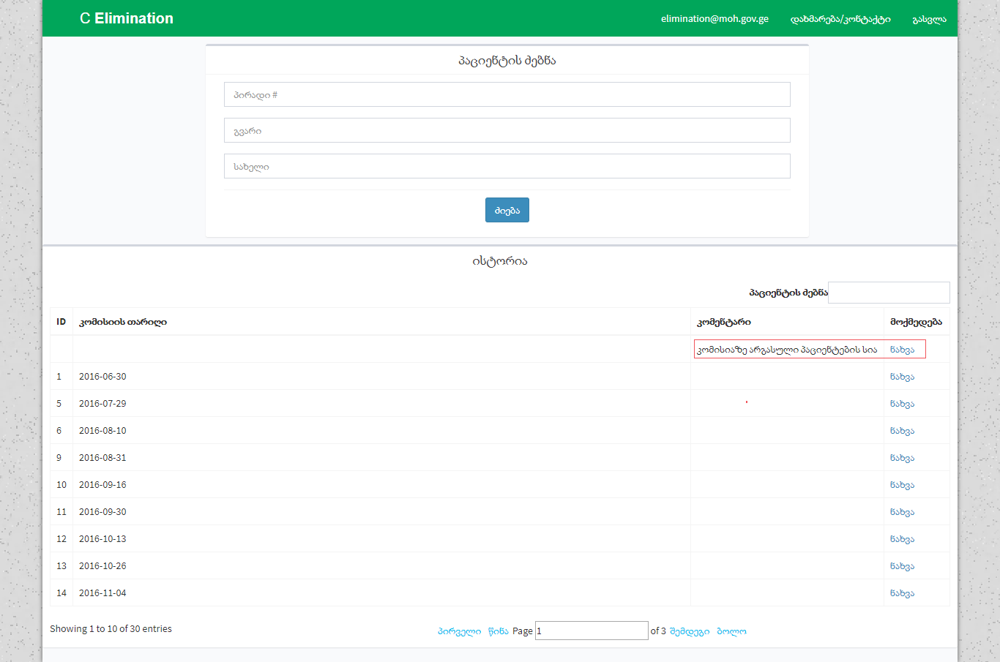 C Elimination elimination@moh.gov.ge დახმარება/კონტაქტი გასვლა
პაციენტის ძებნა
პირადი #
გვარი
სახელი
ძიება
ისტორია
პაციენტის ძებნა
ID კომისიის თარიღი კომენტარი მოქმედება
კომისიაზე არგასული პაციენტების სია ნახვა
1 2016-06-30 ნახვა
5 2016-07-29 ნახვა
6 2016-08-10 ნახვა
9 2016-08-31 ნახვა
10 2016-09-16 ნახვა
11 2016-09-30 ნახვა
12 2016-10-13 ნახვა
13 2016-10-26 ნახვა
14 2016-11-04 ნახვა
Showing 1 to 10 of 30 entries პირველი წინა Page 1 of 3 შემდეგი ბოლო